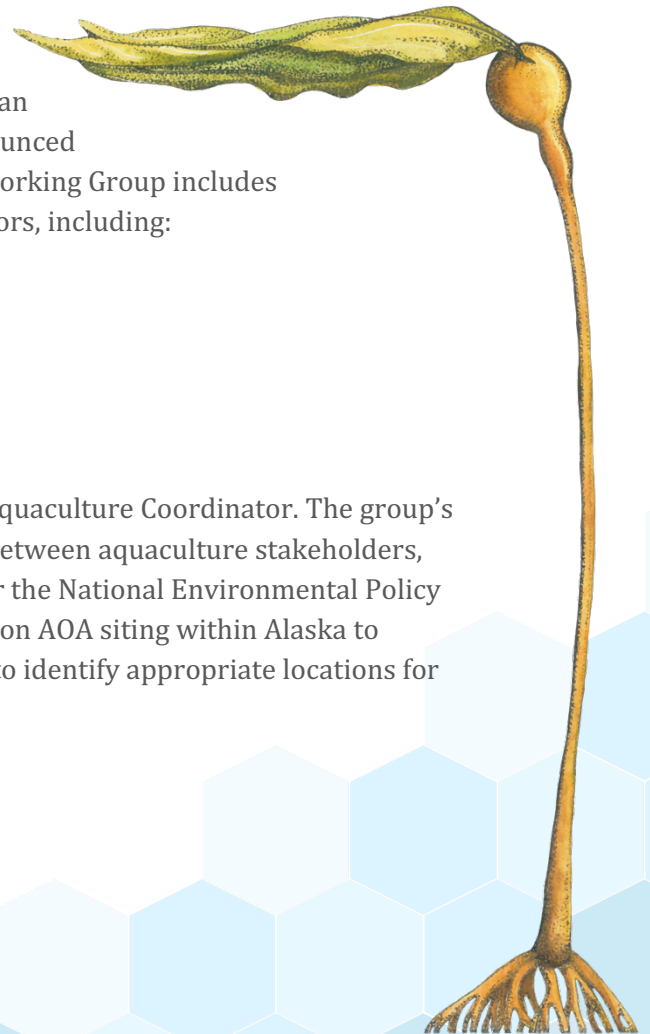 an
unced
orking Group includes
ors, including:
quaculture Coordinator. The group’s
etween aquaculture stakeholders,
r the National Environmental Policy
on AOA siting within Alaska to
to identify appropriate locations for